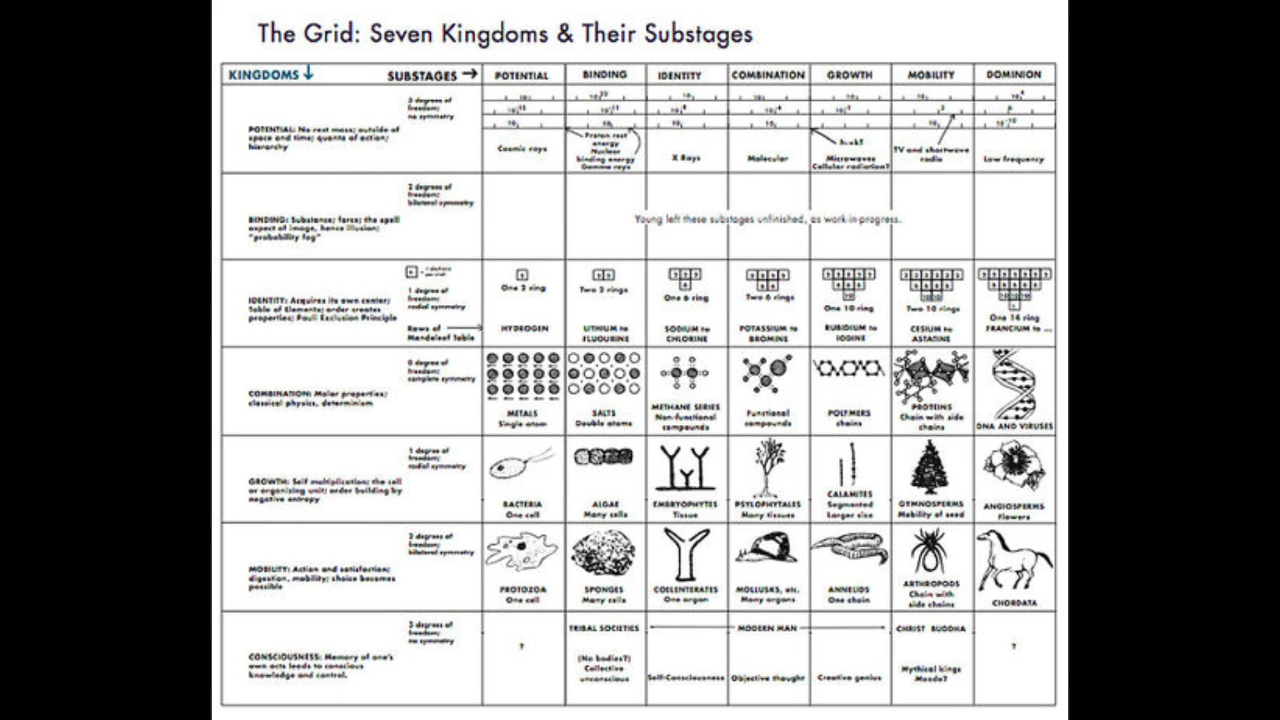 The Grid: Seven Kingdoms & Their Substages
KINGDOMS ↓ SUBSTAGES → POTENTIAL BINDING IDENTITY COMBINATION GROWTH MOBILITY DOMINION
3 degrees of
freedom;
no symmetry
POTENTIAL: No rest mass; outside of
space and time; quanta of action;
hierarchy
Cosmic rays
Proton rest
energy
Nuclear
binding energy
Gamma rays
X Rays
Molecular
Microwaves
Cellular radiation?
TV and shortwave
radio
Low frequency
2 degrees of
freedom;
bilateral symmetry
BINDING: Substance; force; the spell
aspect of image, hence illusion;
"probability fog"
Young left these substages unfinished, as work-in-progress.
1 degree of
freedom;
radial symmetry
IDENTITY: Acquires its own center;
Table of Elements; order creates
properties; Pauli Exclusion Principle
Rows of
Mendeleef Table
One 2 ring
HYDROGEN
Two 2 rings
LITHIUM to
FLUOURINE
One 6 ring
SODIUM to
CHLORINE
Two 6 rings
POTASSIUM to
BROMINE
One 10 ring
RUBIDIUM to
IODINE
Two 10 rings
CESIUM to
ASTATINE
One 14 ring
FRANCIUM to ...
0 degree of
freedom;
complete symmetry
COMBINATION: Molar properties;
classical physics, determinism
METALS
Single atom
SALTS
Double atoms
METHANE SERIES
Non-functional
compounds
Functional
compounds
POLYMERS
chains
PROTEINS
Chain with side
chains
DNA AND VIRUSES
1 degree of
freedom;
radial symmetry
GROWTH: Self multiplication; the cell
or organizing unit; order building by
negative entropy
BACTERIA
One cell
ALGAE
Many cells
EMBRYOPHYTES
Tissue
PSYLOPHYTALES
Many tissues
CALAMITES
Segmented
Larger size
GYMNOSPERMS
Mobility of seed
ANGIOSPERMS
Flowers
2 degrees of
freedom;
bilateral symmetry
MOBILITY: Action and satisfaction;
digestion, mobility; choice becomes
possible
PROTOZOA
One cell
SPONGES
Many cells
COELENTERATES
One organ
MOLLUSKS, etc.
Many organs
ANNELIDS
One chain
ARTHROPODS
Chain with
side chains
CHORDATA
3 degrees of
freedom;
no symmetry
CONSCIOUSNESS: Memory of one's
own acts leads to conscious
knowledge and control.
?
TRIBAL SOCIETIES
(No bodies?)
Collective
unconscious
MODERN MAN
Self-Consciousness
Objective thought
Creative genius
CHRIST BUDDHA
Mythical kings
?